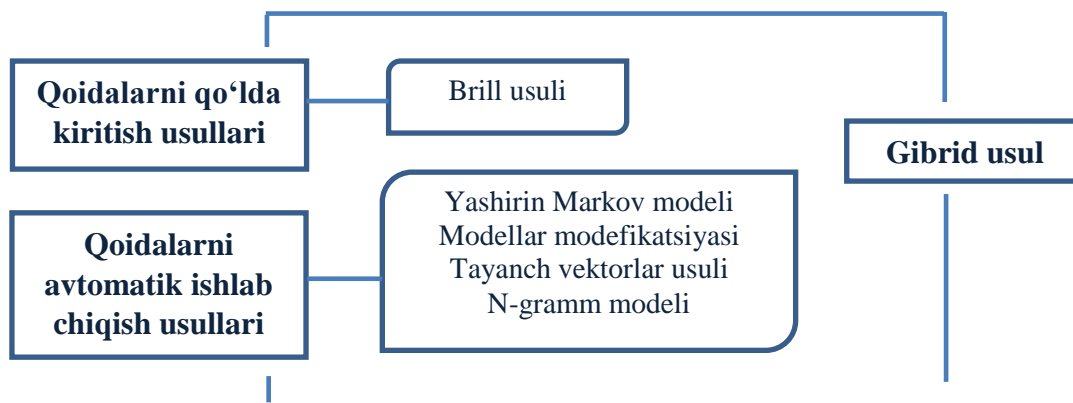 Qoidalarni qo‘lda
kiritish usullari
Brill usuli
Gibrid usul
Qoidalarni
avtomatik ishlab
chiqish usullari
Yashirin Markov modeli
Modellar modefikatsiyasi
Tayanch vektorlar usuli
N-gramm modeli